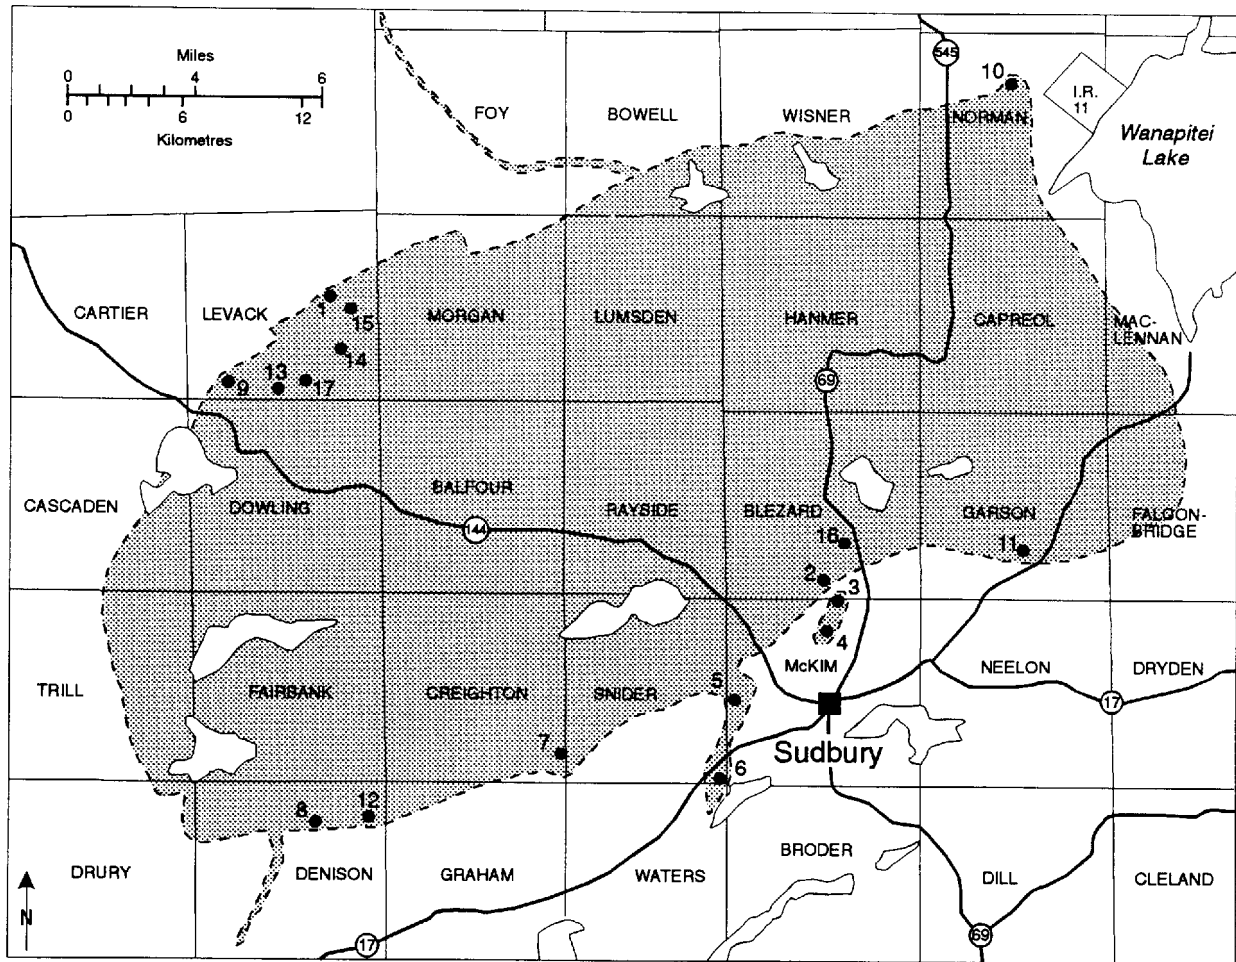 Miles
0 4 6
0 6 12
Kilometres
FOY
BOWELL
WISNER
545
NORMAN
10
I.R.
11
Wanapitei
Lake
CARTIER
LEVACK
1
15
14
MORGAN
LUMSDEN
HANMER
CAPREOL
MAC-
LENNAN
9
13
17
69
CASCADEN
DOWLING
BALFOUR
144
RAYSIDE
BLEZARD
16
GARSON
11
FALCON-
BRIDGE
2
3
4
McKIM
NEELON
DRYDEN
TRILL
FAIRBANK
CREIGHTON
SNIDER
5
17
Sudbury
7
6
8
12
DRURY
DENISON
GRAHAM
WATERS
BRODER
DILL
CLELAND
N
17
69